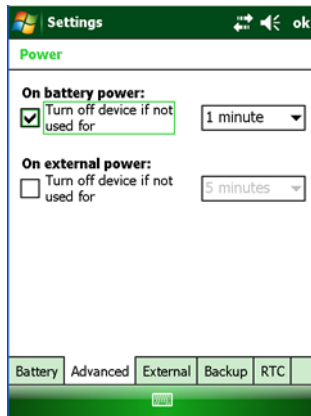 Settings ok
Power
On battery power:
Turn off device if not
used for
1 minute
On external power:
Turn off device if not
used for
5 minutes
Battery Advanced External Backup RTC